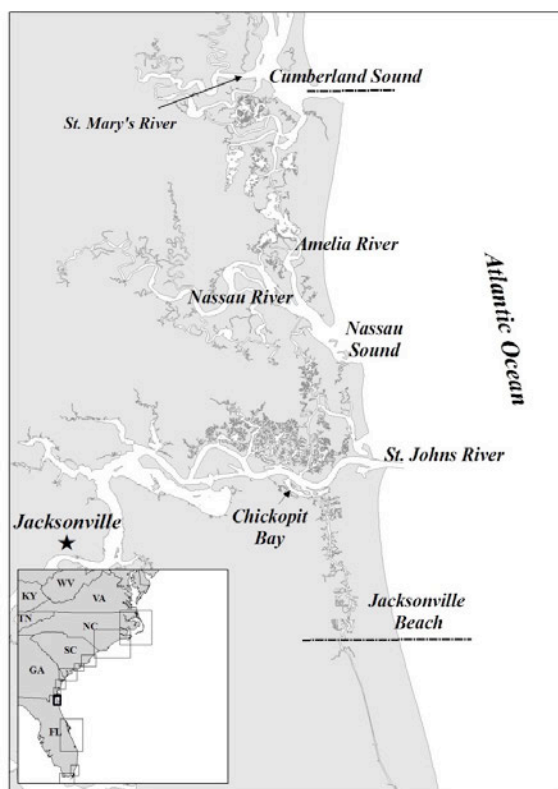 Cumberland Sound
St. Mary's River
Amelia River
Nassau River
Nassau
Sound
Atlantic Ocean
St. Johns River
Chickopit
Bay
Jacksonville
Jacksonville
Beach
WV
KY
VA
TN
NC
SC
GA
FL